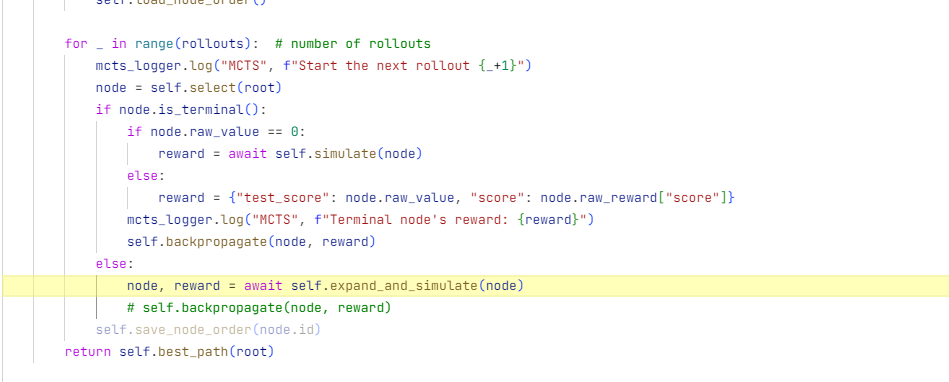 self.load_node_order()
for _ in range(rollouts):  # number of rollouts
mcts_logger.log("MCTS", f"Start the next rollout {_+1}")
node = self.select(root)
if node.is_terminal():
if node.raw_value == 0:
reward = await self.simulate(node)
else:
reward = {"test_score": node.raw_value, "score": node.raw_reward["score"]}
mcts_logger.log("MCTS", f"Terminal node's reward: {reward}")
self.backpropagate(node, reward)
else:
node, reward = await self.expand_and_simulate(node)
# self.backpropagate(node, reward)
self.save_node_order(node.id)
return self.best_path(root)